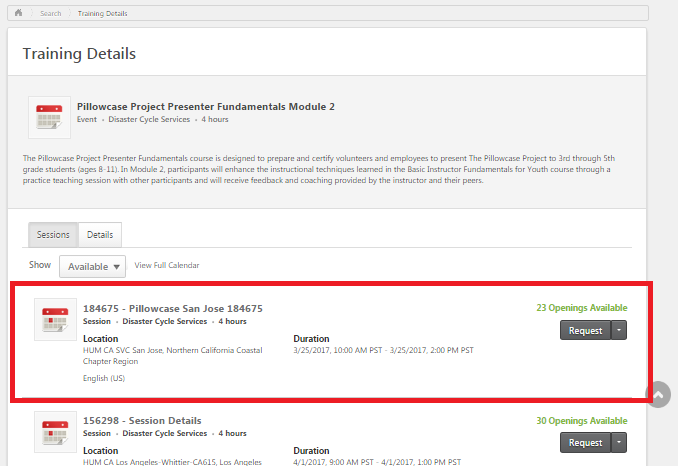 Search Training Details
Training Details
Pillowcase Project Presenter Fundamentals Module 2
Event • Disaster Cycle Services • 4 hours
The Pillowcase Project Presenter Fundamentals course is designed to prepare and certify volunteers and employees to present The Pillowcase Project to 3rd through 5th
grade students (ages 8-11). In Module 2, participants will enhance the instructional techniques learned in the Basic Instructor Fundamentals for Youth course through a
practice teaching session with other participants and will receive feedback and coaching provided by the instructor and their peers.
Sessions Details
Show Available View Full Calendar
184675 - Pillowcase San Jose 184675
23 Openings Available
Session • Disaster Cycle Services • 4 hours
Request
Location Duration
HUM CA SVC San Jose, Northern California Coastal 3/25/2017, 10:00 AM PST - 3/25/2017, 2:00 PM PST
Chapter Region
English (US)
156298 - Session Details
30 Openings Available
Session • Disaster Cycle Services • 4 hours
Request
Location Duration
HUM CA Los Angeles-Whittier-CA615, Los Angeles 4/1/2017, 9:00 AM PST - 4/1/2017, 1:00 PM PST